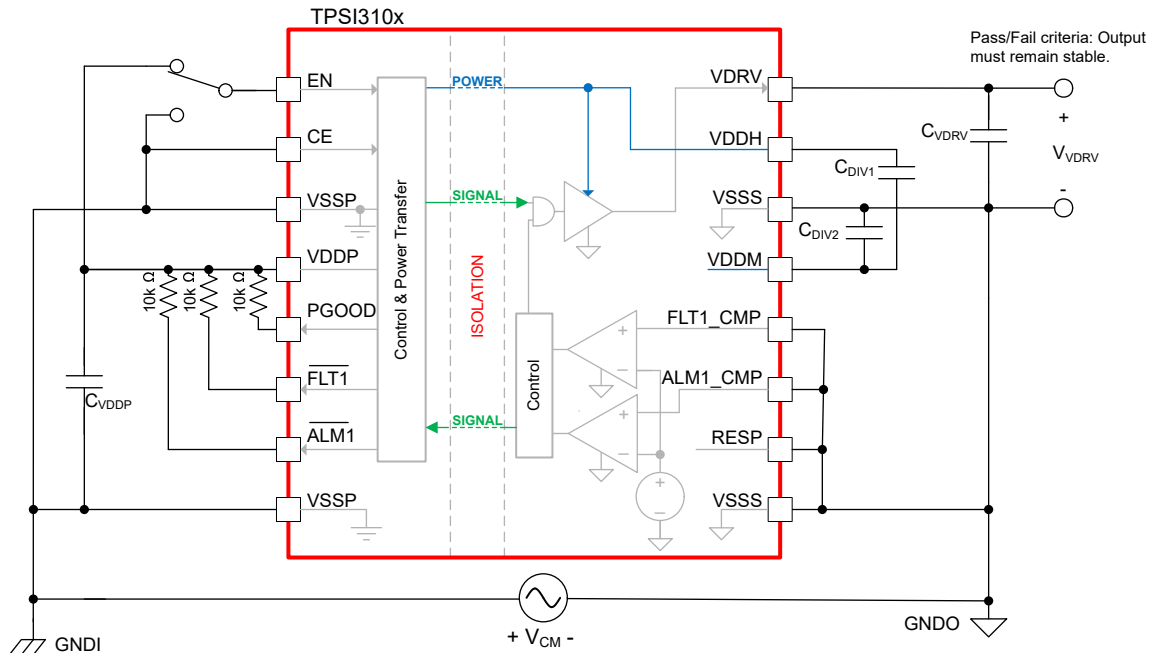 TPSI310x
Pass/Fail criteria: Output
must remain stable.
EN
POWER
VDRV
+
CVDRV
VVDRV
-
CE
VDDH
CDIV1
Control & Power Transfer
SIGNAL
VSSP
VSSS
CDIV2
VDDP
VDDM
10k Ω
10k Ω
10k Ω
ISOLATION
PGOOD
FLT1_CMP
+
−
FLT1
Control
ALM1_CMP
+
−
CVDDP
SIGNAL
ALM1
RESP
VSSP
+
−
VSSS
GNDI
+ VCM -
GNDO